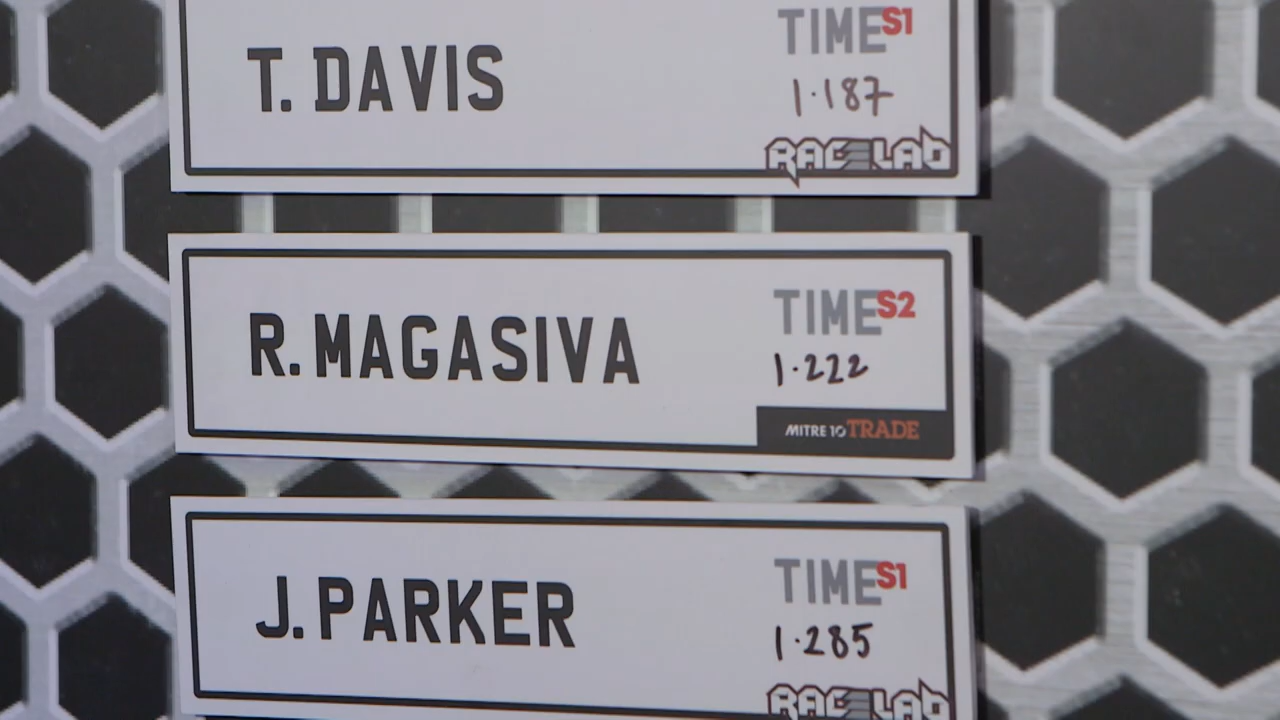 T. DAVIS
TIME S1
1.187
RACELAB
R. MAGASIVA
TIME S2
1.222
MITRE 10 TRADE
J. PARKER
TIME S1
1.285
RACELAB